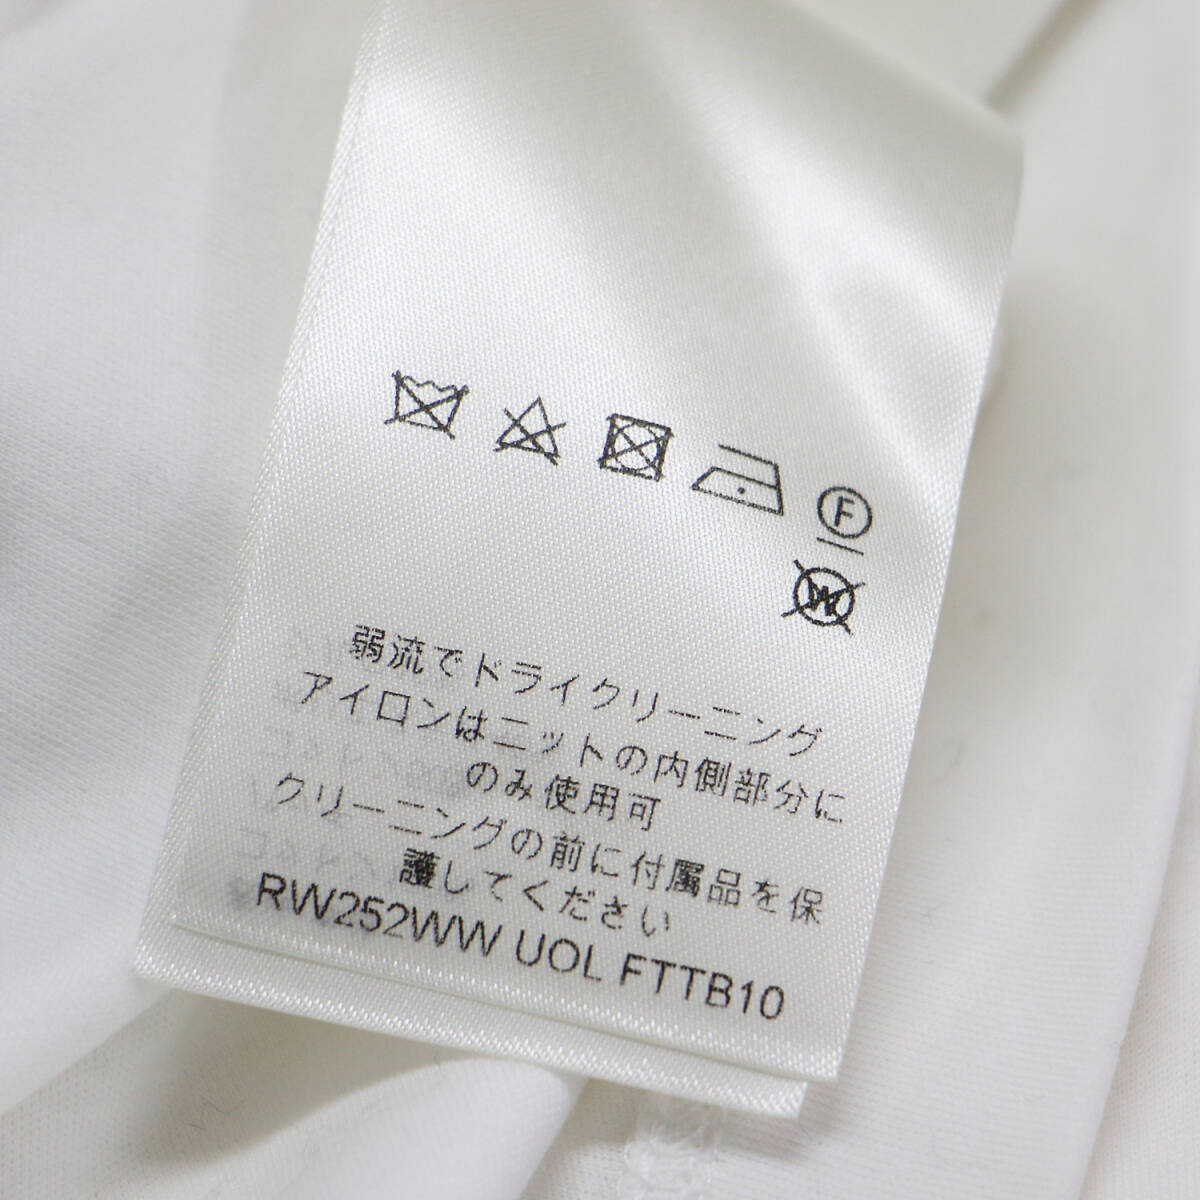 F
W
弱流でドライクリーニング
アイロンはニットの内側部分に
のみ使用可
クリーニングの前に付属品を保
護してください
RW252WW UOL FTTB10